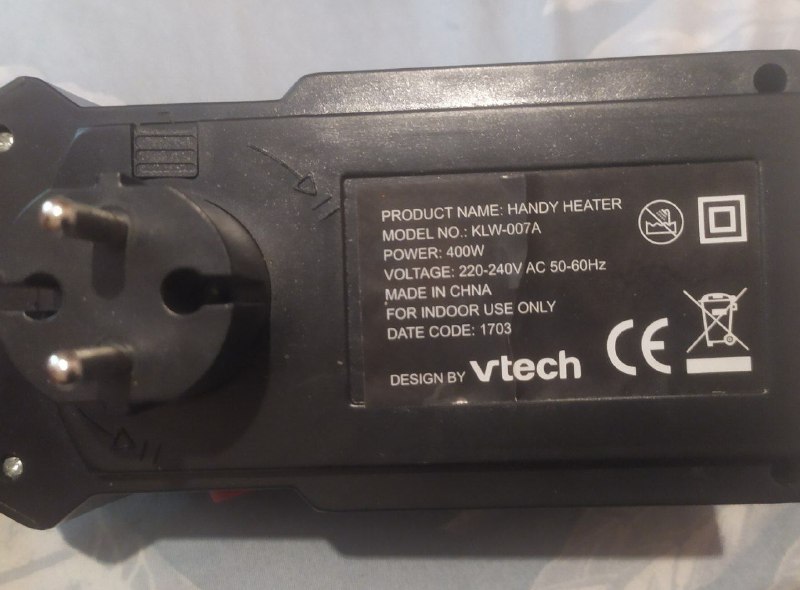 PRODUCT NAME: HANDY HEATER
MODEL NO.: KLW-007A
POWER: 400W
VOLTAGE: 220-240V AC 50-60Hz
MADE IN CHNA
FOR INDOOR USE ONLY
DATE CODE: 1703
DESIGN BY vtech
CE